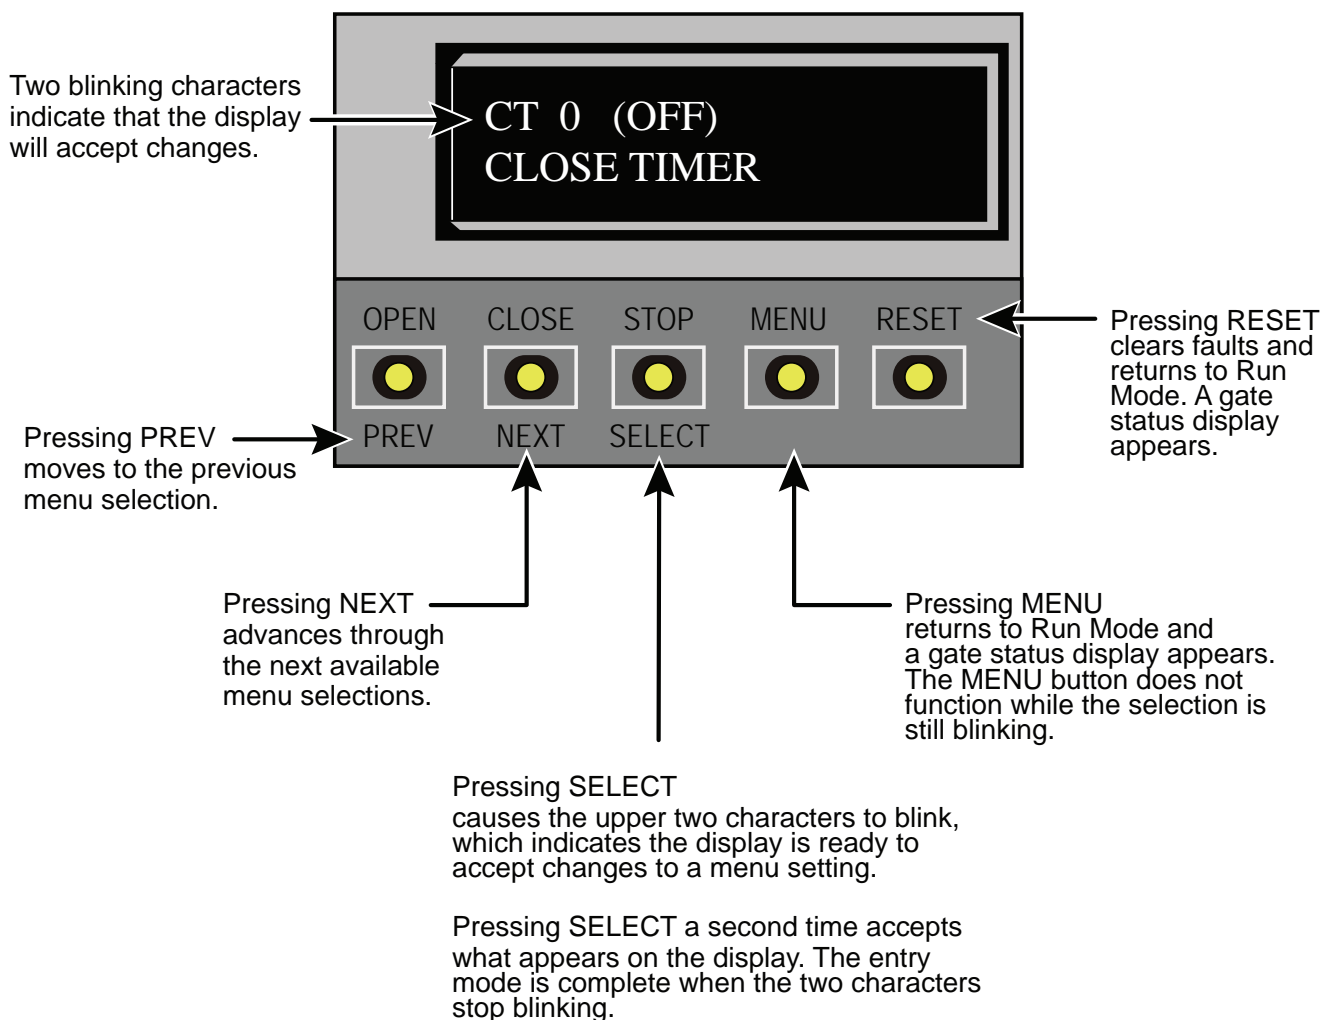 Two blinking characters
indicate that the display
will accept changes.
CT 0 (OFF)
CLOSE TIMER
OPEN CLOSE STOP MENU RESET
PREV NEXT SELECT
Pressing RESET
clears faults and
returns to Run
Mode. A gate
status display
appears.
Pressing PREV
moves to the previous
menu selection.
Pressing NEXT
advances through
the next available
menu selections.
Pressing MENU
returns to Run Mode and
a gate status display appears.
The MENU button does not
function while the selection is
still blinking.
Pressing SELECT
causes the upper two characters to blink,
which indicates the display is ready to
accept changes to a menu setting.
Pressing SELECT a second time accepts
what appears on the display. The entry
mode is complete when the two characters
stop blinking.